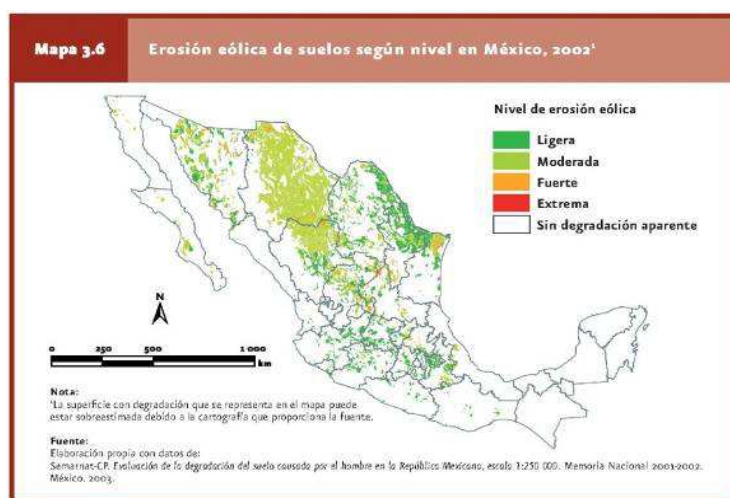 Mapa 3.6
Erosión eólica de suelos según nivel en México, 2002¹
Nivel de erosión eólica
Ligera
Moderada
Fuerte
Extrema
Sin degradación aparente
N
0 250 500 1 000
km
Nota:
¹La superficie con degradación que se representa en el mapa puede
estar sobreestimada debido a la cartografía que proporciona la fuente.
Fuente:
Elaboración propia con datos de:
Semarnat-CP. Evaluación de la degradación del suelo causada por el hombre en la República Mexicana, escala 1:250 000. Memoria Nacional 2001-2002.
México. 2003.